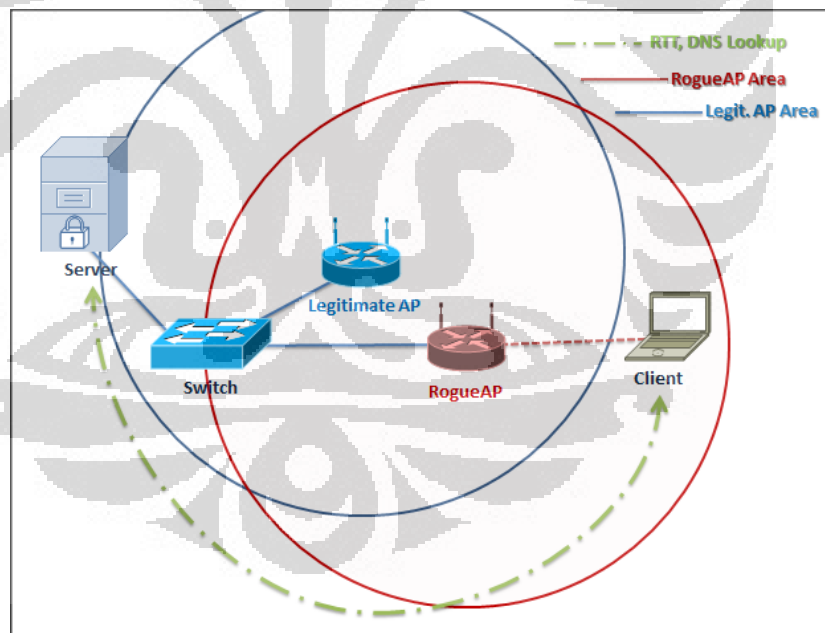 RTT, DNS Lookup
RogueAP Area
Legit. AP Area
Server
Legitimate AP
Switch
RogueAP
Client